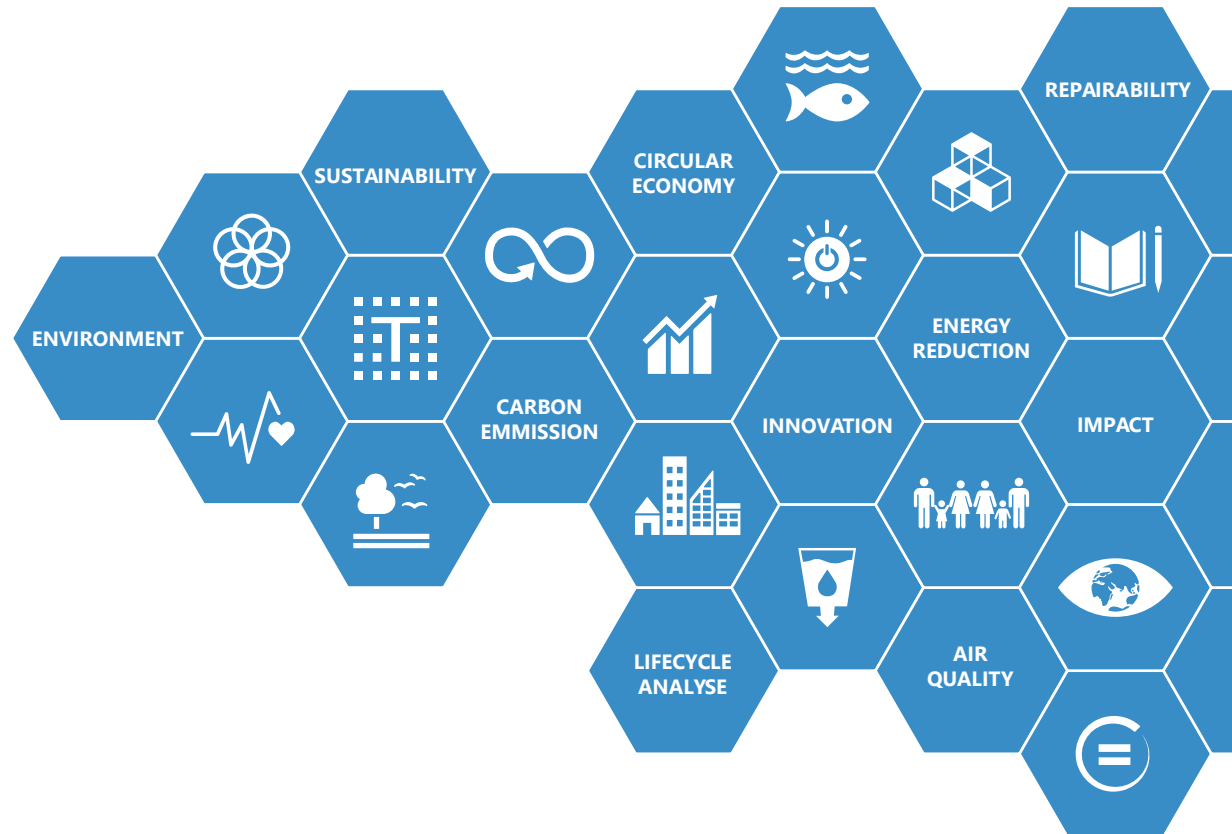 REPAIRABILITY
CIRCULAR
ECONOMY
SUSTAINABILITY
ENVIRONMENT
T
ENERGY
REDUCTION
CARBON
EMMISSION
INNOVATION
IMPACT
LIFECYCLE
ANALYSE
AIR
QUALITY